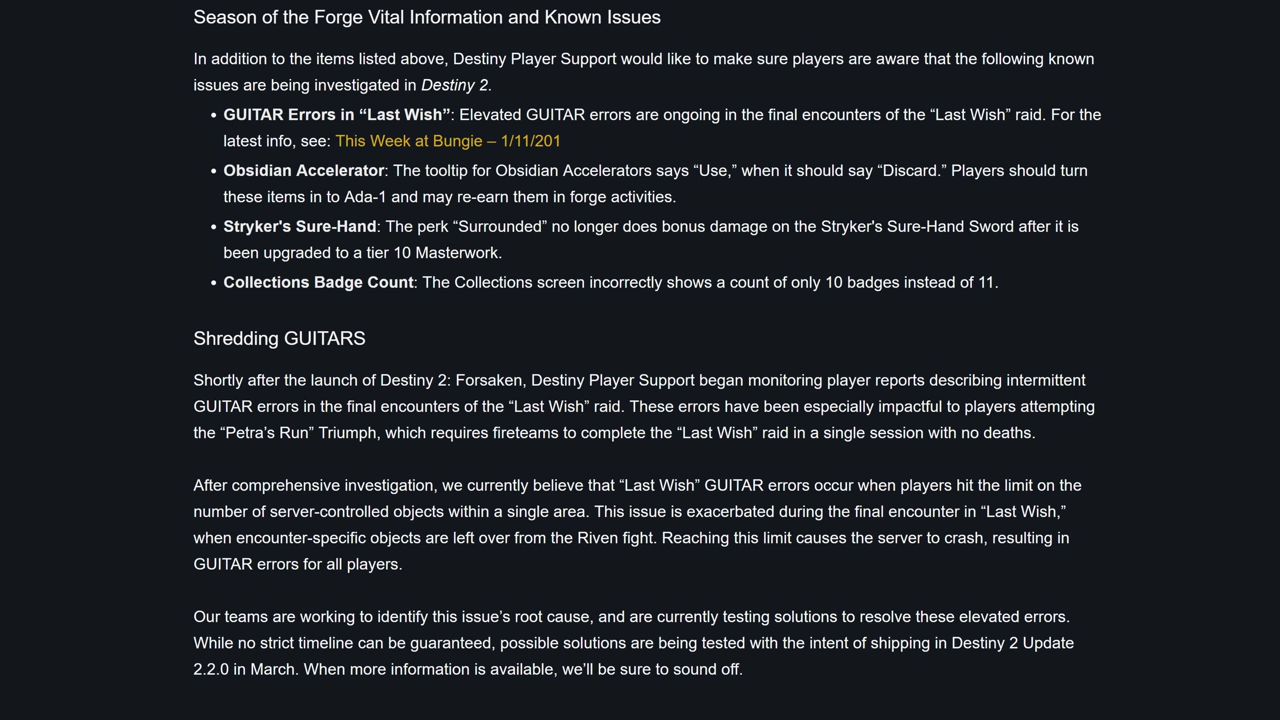 Season of the Forge Vital Information and Known Issues
In addition to the items listed above, Destiny Player Support would like to make sure players are aware that the following known
issues are being investigated in Destiny 2.
• GUITAR Errors in “Last Wish”: Elevated GUITAR errors are ongoing in the final encounters of the “Last Wish” raid. For the
latest info, see: This Week at Bungie – 1/11/201
• Obsidian Accelerator: The tooltip for Obsidian Accelerators says “Use,” when it should say “Discard.” Players should turn
these items in to Ada-1 and may re-earn them in forge activities.
• Stryker's Sure-Hand: The perk “Surrounded” no longer does bonus damage on the Stryker's Sure-Hand Sword after it is
been upgraded to a tier 10 Masterwork.
• Collections Badge Count: The Collections screen incorrectly shows a count of only 10 badges instead of 11.
Shredding GUITARS
Shortly after the launch of Destiny 2: Forsaken, Destiny Player Support began monitoring player reports describing intermittent
GUITAR errors in the final encounters of the “Last Wish” raid. These errors have been especially impactful to players attempting
the “Petra’s Run” Triumph, which requires fireteams to complete the “Last Wish” raid in a single session with no deaths.
After comprehensive investigation, we currently believe that “Last Wish” GUITAR errors occur when players hit the limit on the
number of server-controlled objects within a single area. This issue is exacerbated during the final encounter in “Last Wish,”
when encounter-specific objects are left over from the Riven fight. Reaching this limit causes the server to crash, resulting in
GUITAR errors for all players.
Our teams are working to identify this issue’s root cause, and are currently testing solutions to resolve these elevated errors.
While no strict timeline can be guaranteed, possible solutions are being tested with the intent of shipping in Destiny 2 Update
2.2.0 in March. When more information is available, we’ll be sure to sound off.